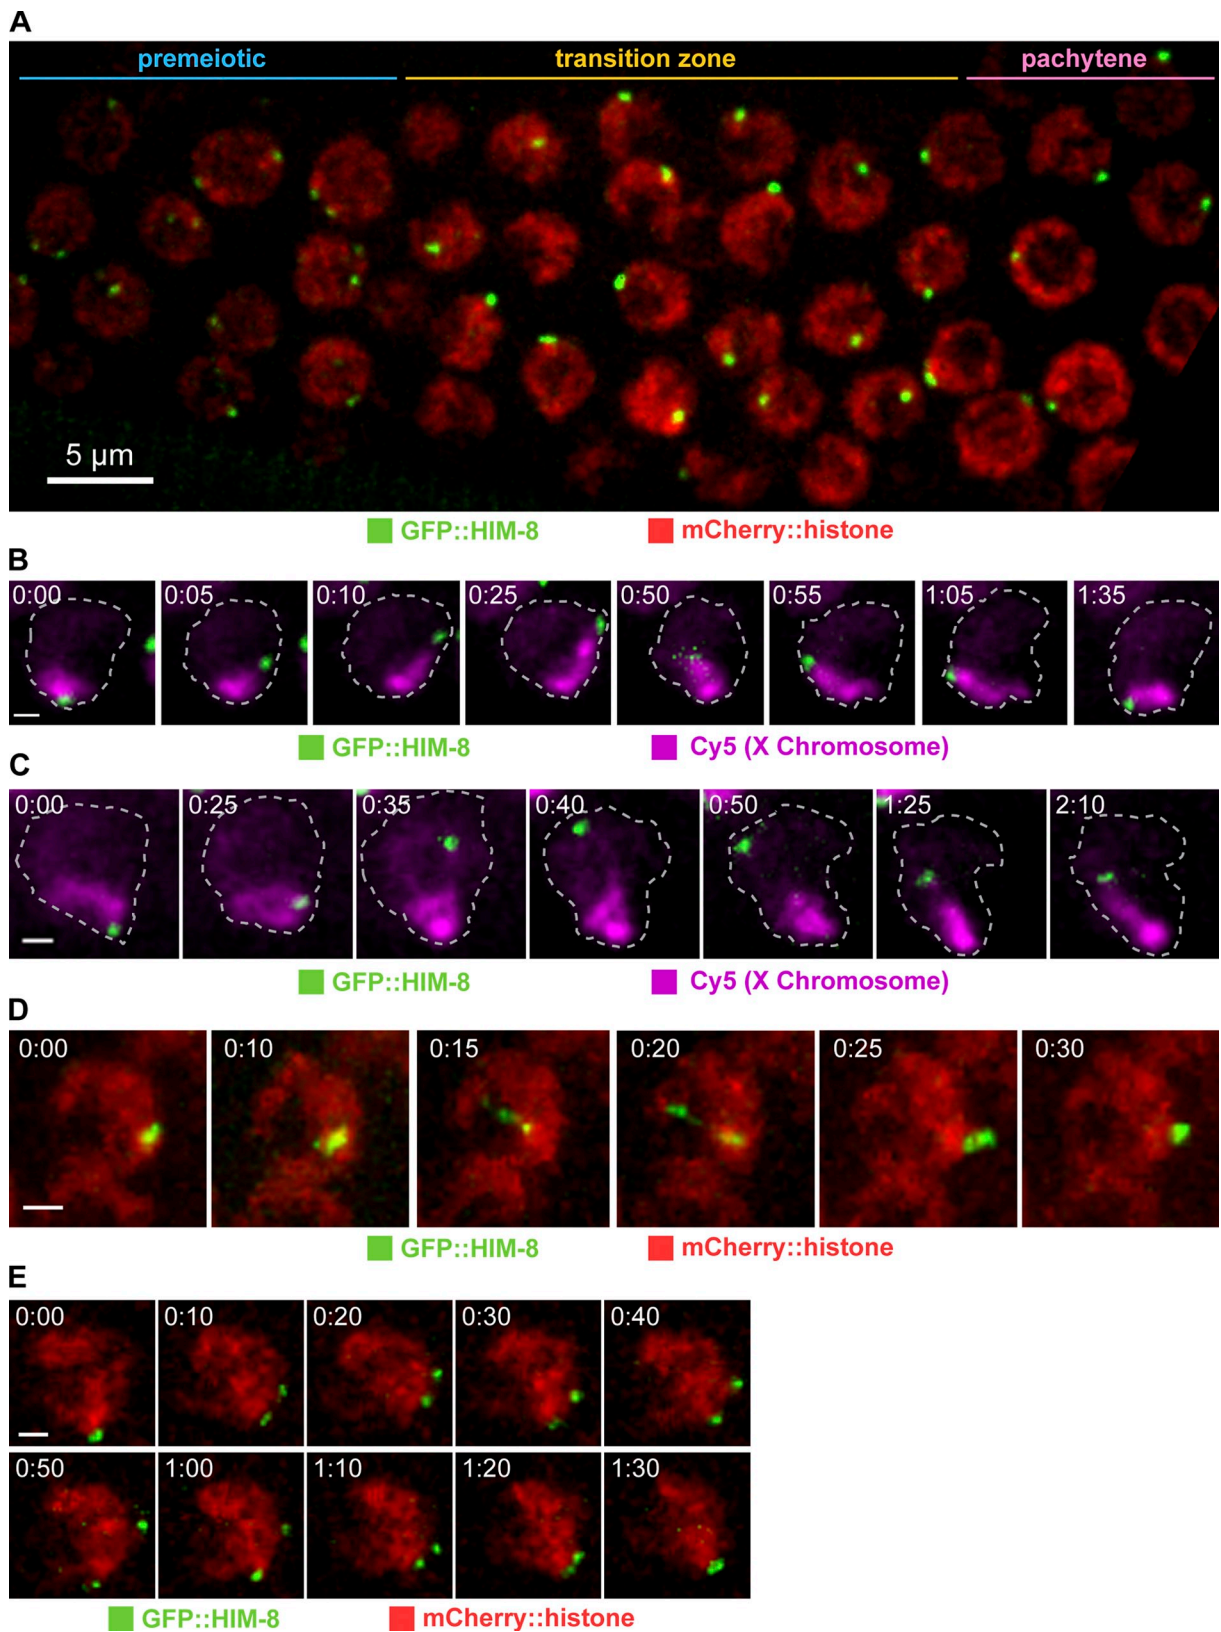 A
premeiotic transition zone pachytene
5 µm
GFP::HIM-8 mCherry::histone
B
0:00 0:05 0:10 0:25 0:50 0:55 1:05 1:35
GFP::HIM-8 Cy5 (X Chromosome)
C
0:00 0:25 0:35 0:40 0:50 1:25 2:10
GFP::HIM-8 Cy5 (X Chromosome)
D
0:00 0:10 0:15 0:20 0:25 0:30
GFP::HIM-8 mCherry::histone
E
0:00 0:10 0:20 0:30 0:40
0:50 1:00 1:10 1:20 1:30
GFP::HIM-8 mCherry::histone